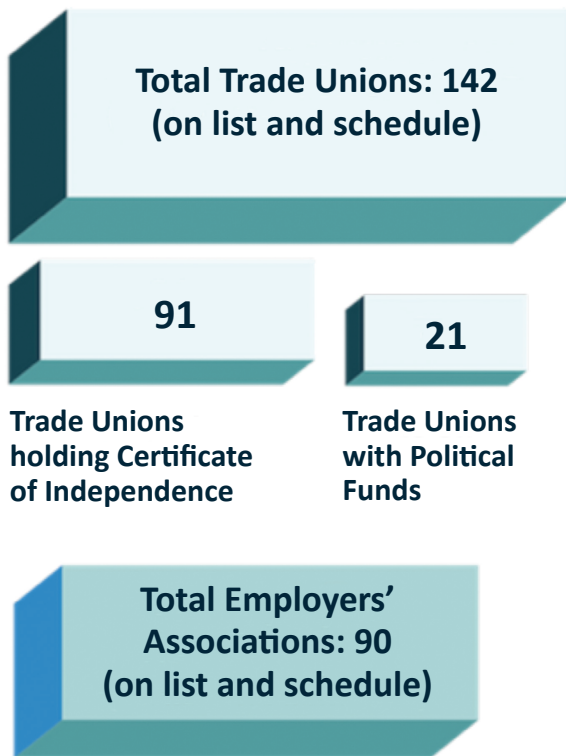 Total Trade Unions: 142
(on list and schedule)
91
21
Trade Unions
holding Certificate
of Independence
Trade Unions
with Political
Funds
Total Employers’
Associations: 90
(on list and schedule)